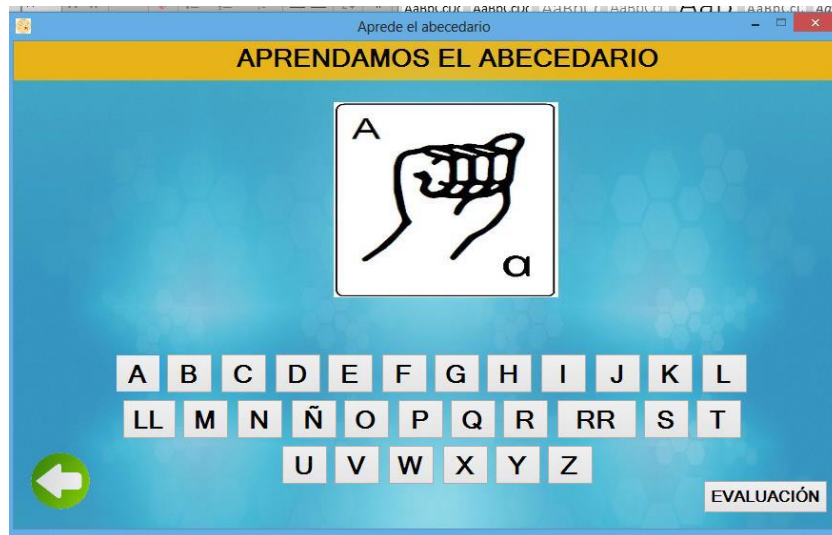 Aprede el abecedario
APRENDAMOS EL ABECEDARIO
A
a
A B C D E F G H I J K L
LL M N Ñ O P Q R RR S T
U V W X Y Z
EVALUACIÓN